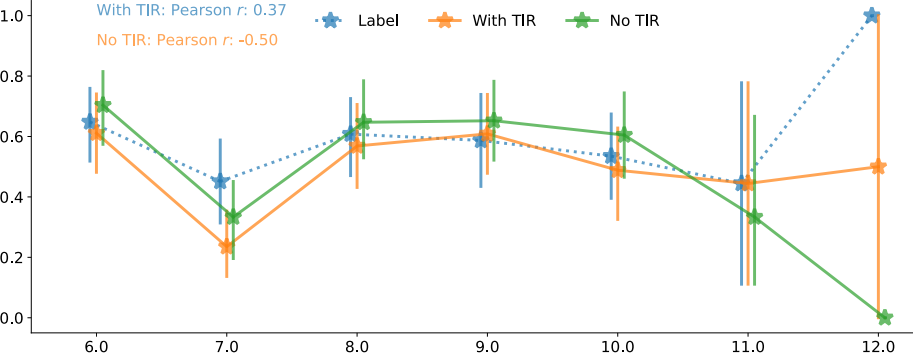 With TIR: Pearson r: 0.37
No TIR: Pearson r: -0.50
Label With TIR No TIR
1.0
0.8
0.6
0.4
0.2
0.0
6.0 7.0 8.0 9.0 10.0 11.0 12.0